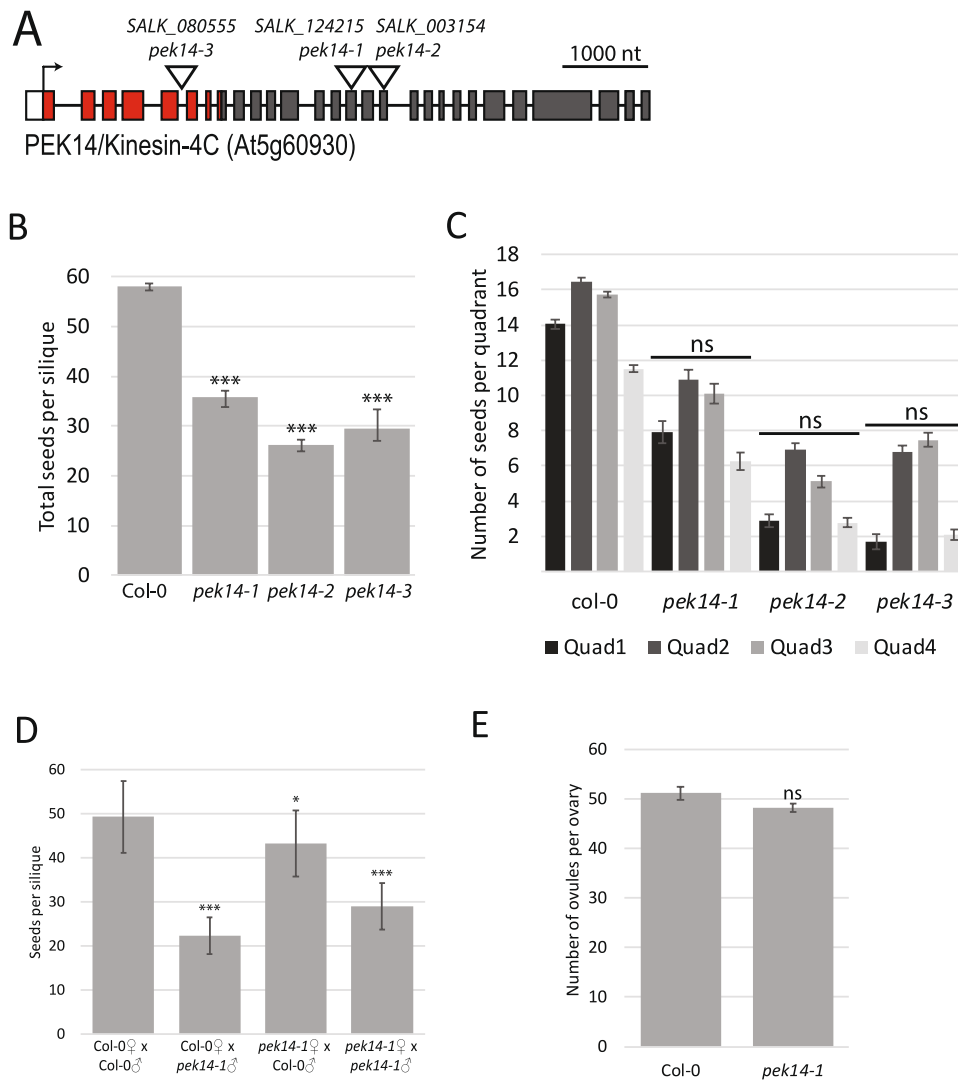 A
SALK_080555 SALK_124215 SALK_003154
pek14-3 pek14-1 pek14-2
1000 nt
PEK14/Kinesin-4C (At5g60930)
B
Total seeds per silique
60
50
40
30
20
10
0
***
***
***
Col-0 pek14-1 pek14-2 pek14-3
C
Number of seeds per quadrant
18
16
14
12
10
8
6
4
2
ns
ns
ns
col-0 pek14-1 pek14-2 pek14-3
Quad1 Quad2 Quad3 Quad4
D
Seeds per silique
60
50
40
30
20
10
0
***
*
***
Col-0♀ x Col-0♀ x pek14-1♀ x pek14-1♀ x
Col-0♂ pek14-1♂ Col-0♂ pek14-1♂
E
Number of ovules per ovary
60
50
40
30
20
10
0
ns
Col-0 pek14-1